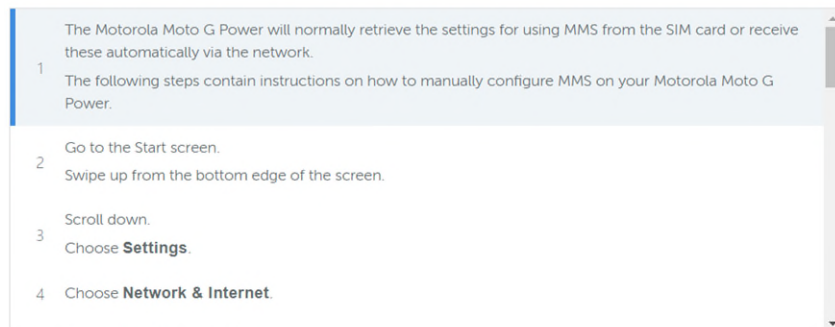 The Motorola Moto G Power will normally retrieve the settings for using MMS from the SIM card or receive
these automatically via the network.
1
The following steps contain instructions on how to manually configure MMS on your Motorola Moto G
Power.
Go to the Start screen.
2
Swipe up from the bottom edge of the screen.
Scroll down.
3
Choose Settings.
4 Choose Network & Internet.